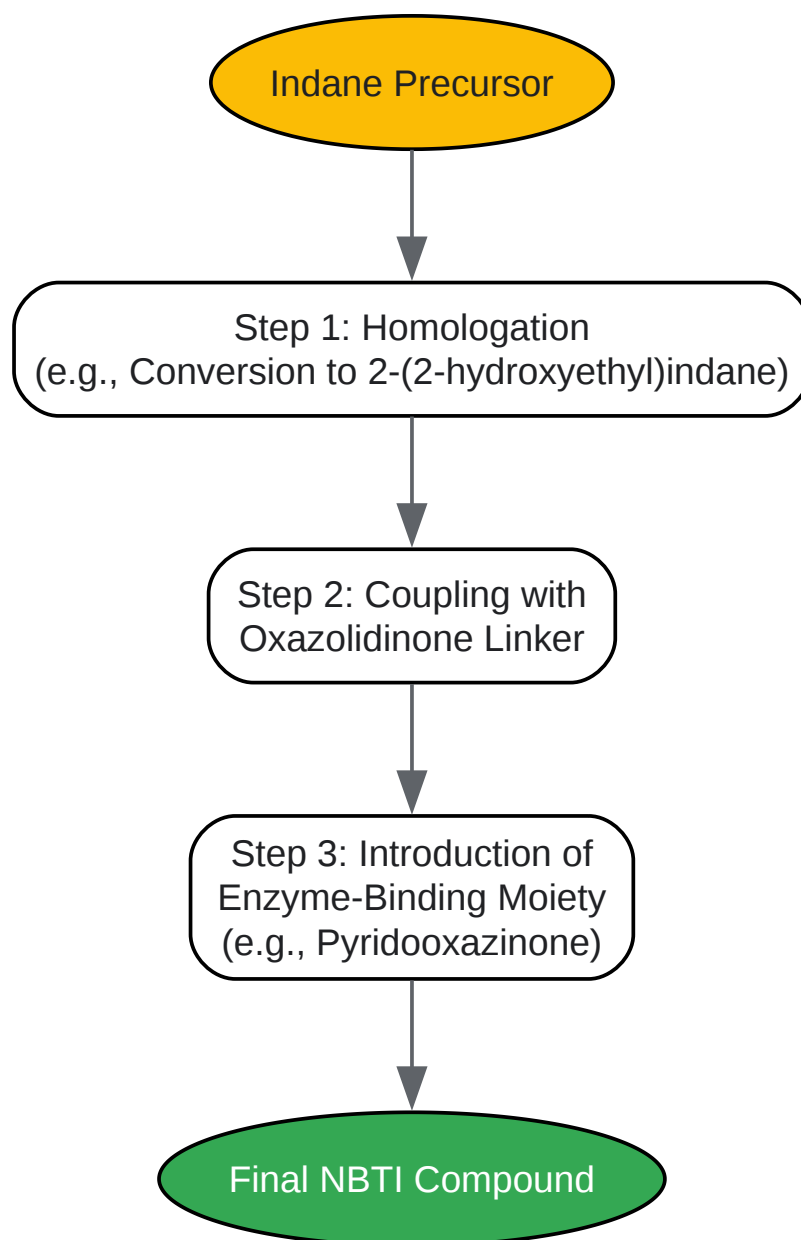 Indane Precursor
Step 1: Homologation
(e.g., Conversion to 2-(2-hydroxyethyl)indane)
Step 2: Coupling with
Oxazolidinone Linker
Step 3: Introduction of
Enzyme-Binding Moiety
(e.g., Pyridooxazinone)
Final NBTI Compound